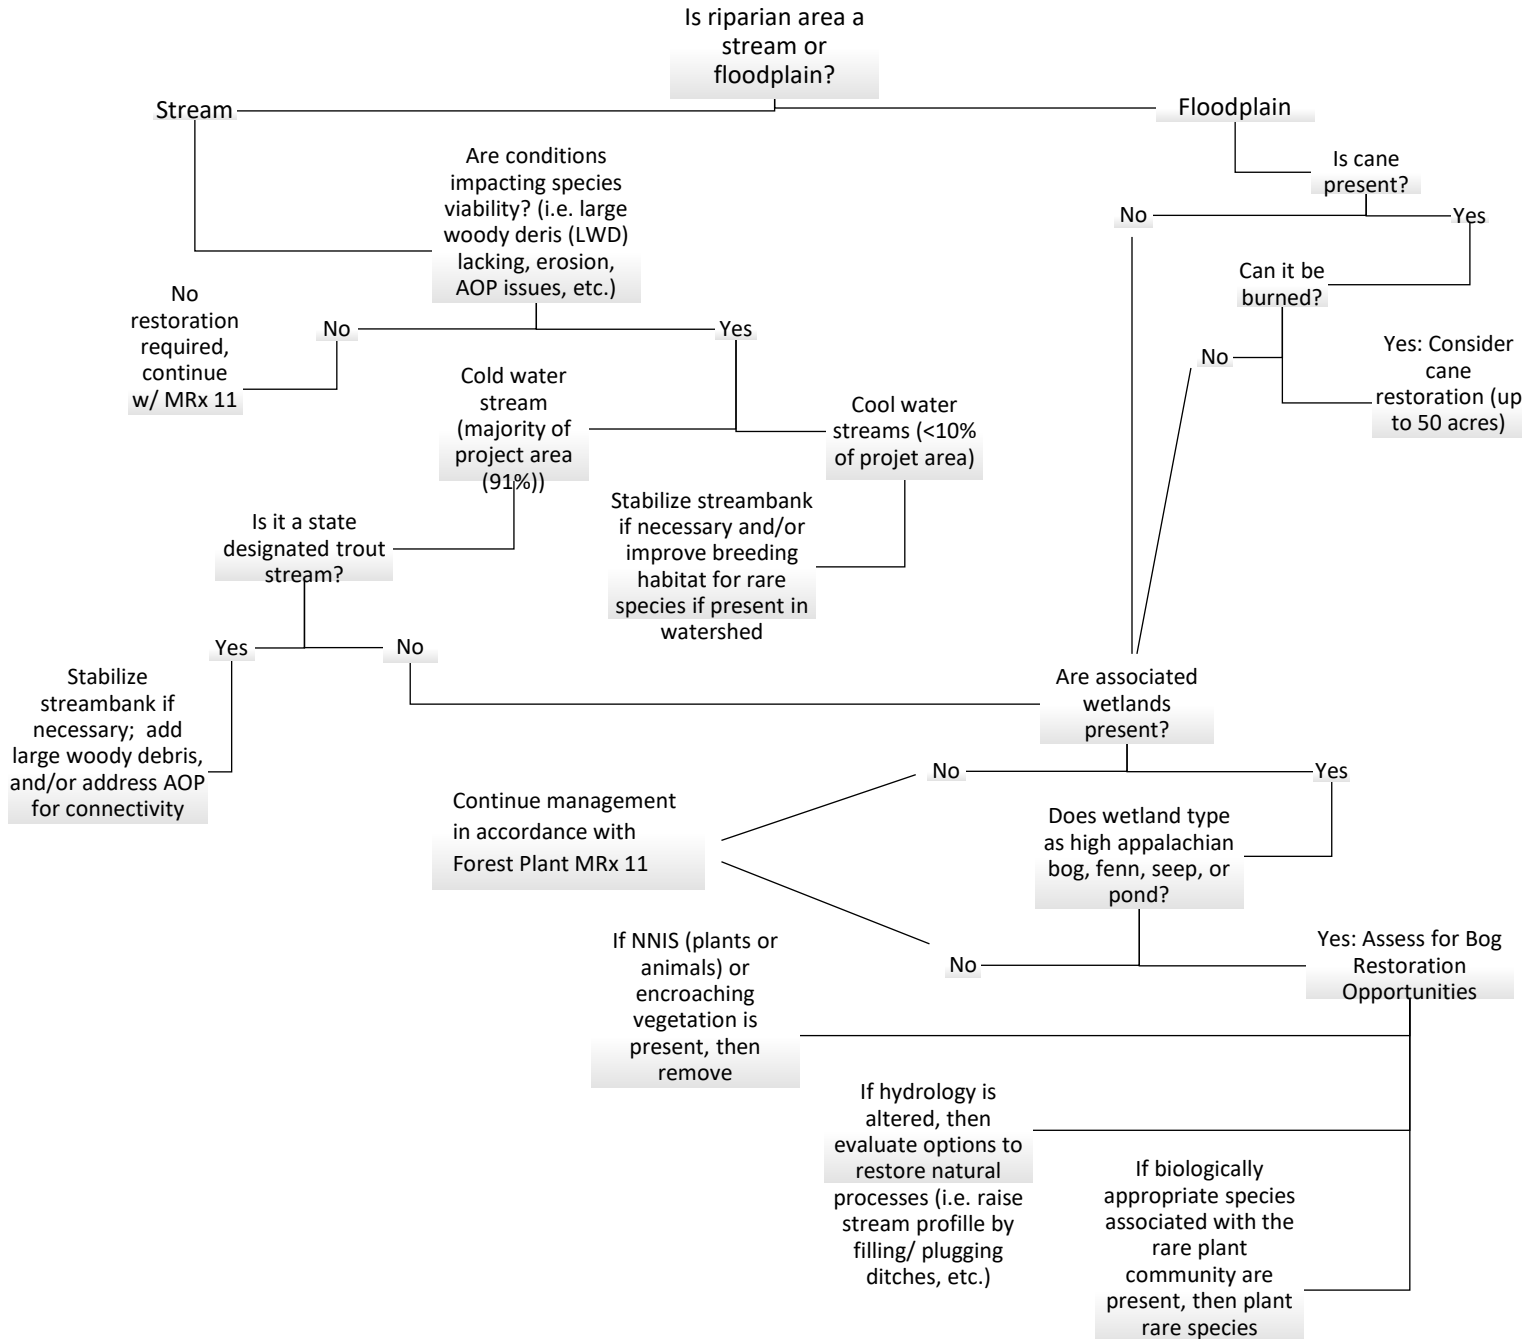 Is riparian area a
stream or
floodplain?
Stream
Floodplain
Are conditions
impacting species
viability? (i.e. large
woody deris (LWD)
lacking, erosion,
AOP issues, etc.)
Is cane
present?
No
Yes
Can it be
burned?
No
Yes: Consider
cane
restoration (up
to 50 acres)
No
restoration
required,
continue
w/ MRx 11
No
Yes
Cold water
stream
(majority of
project area
(91%))
Cool water
streams (<10%
of projet area)
Stabilize streambank
if necessary and/or
improve breeding
habitat for rare
species if present in
watershed
Is it a state
designated trout
stream?
Yes
No
Stabilize
streambank if
necessary;  add
large woody debris,
and/or address AOP
for connectivity
Are associated
wetlands
present?
No
Yes
Continue management
in accordance with
Forest Plant MRx 11
Does wetland type
as high appalachian
bog, fenn, seep, or
pond?
No
Yes: Assess for Bog
Restoration
Opportunities
If NNIS (plants or
animals) or
encroaching
vegetation is
present, then
remove
If hydrology is
altered, then
evaluate options to
restore natural
processes (i.e. raise
stream profille by
filling/ plugging
ditches, etc.)
If biologically
appropriate species
associated with the
rare plant
community are
present, then plant
rare species